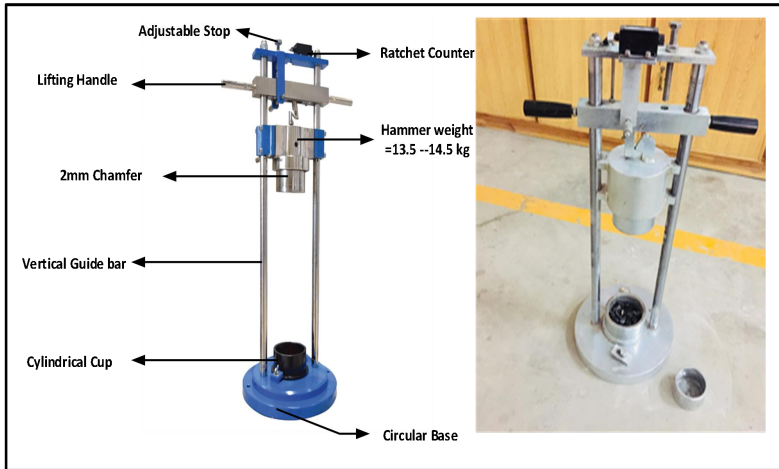 Adjustable Stop
Ratchet Counter
Lifting Handle
Hammer weight
=13.5 --14.5 kg
2mm Chamfer
Vertical Guide bar
Cylindrical Cup
Circular Base